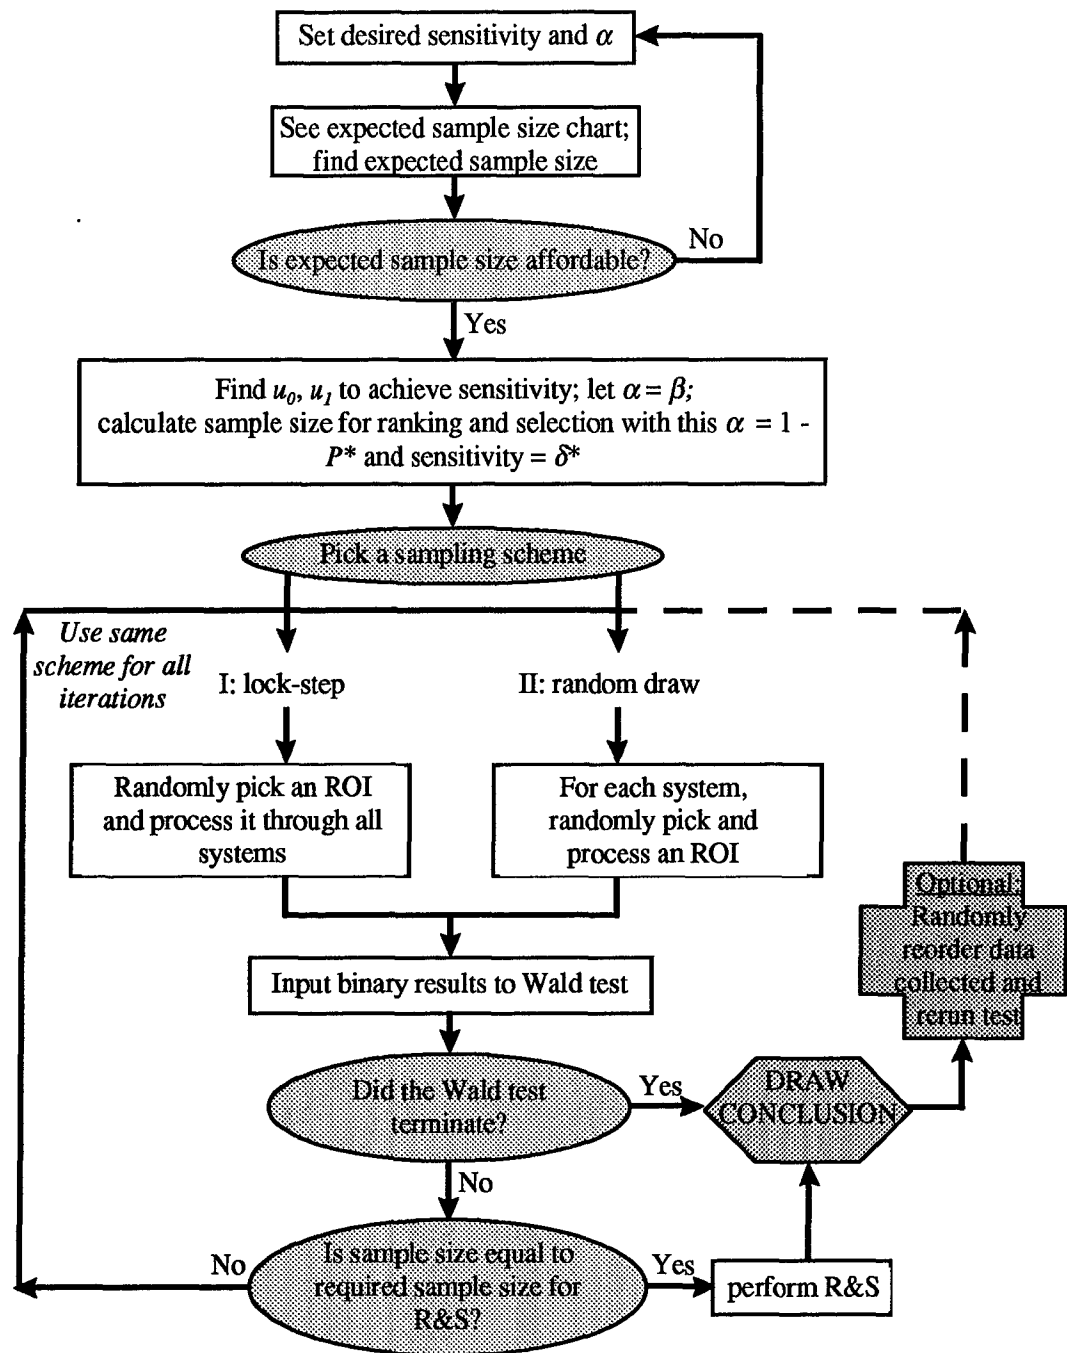 Set desired sensitivity and α
See expected sample size chart;
find expected sample size
Is expected sample size affordable?
No
Yes
Find u₀, u₁ to achieve sensitivity; let α = β;
calculate sample size for ranking and selection with this α = 1 -
P* and sensitivity = δ*
Pick a sampling scheme
Use same
scheme for all
iterations
I: lock-step
II: random draw
Randomly pick an ROI
and process it through all
systems
For each system,
randomly pick and
process an ROI
Optional:
Randomly
reorder data
collected and
rerun test
Input binary results to Wald test
Did the Wald test
terminate?
Yes
DRAW
CONCLUSION
No
Is sample size equal to
required sample size for
R&S?
No
Yes
perform R&S